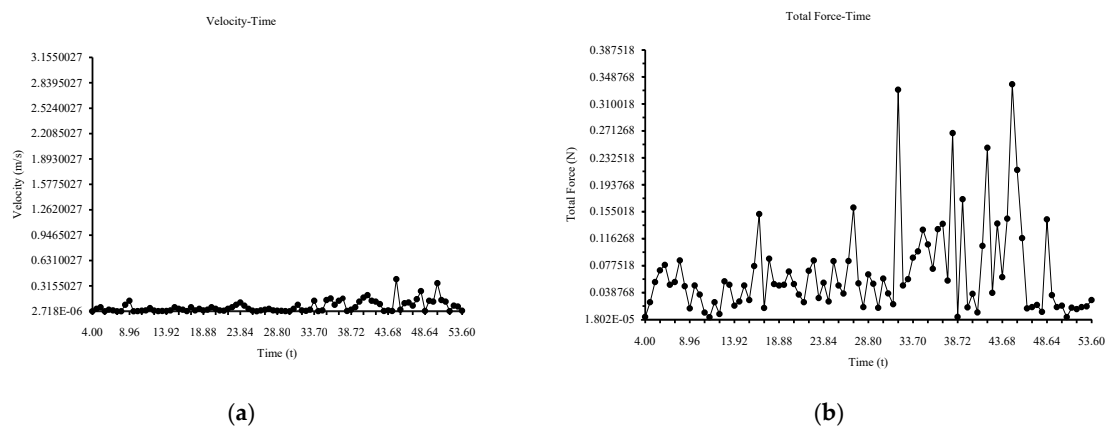 Velocity-Time
3.1550027
2.8395027
2.5240027
2.2085027
1.8930027
1.5775027
1.2620027
0.9465027
0.6310027
0.3155027
2.718E-06
Velocity (m/s)
4.00 8.96 13.92 18.88 23.84 28.80 33.70 38.72 43.68 48.64 53.60
Time (t)
(a)
Total Force-Time
0.387518
0.348768
0.310018
0.271268
0.232518
0.193768
0.155018
0.116268
0.077518
0.038768
1.802E-05
Total Force (N)
4.00 8.96 13.92 18.88 23.84 28.80 33.70 38.72 43.68 48.64 53.60
Time (t)
(b)